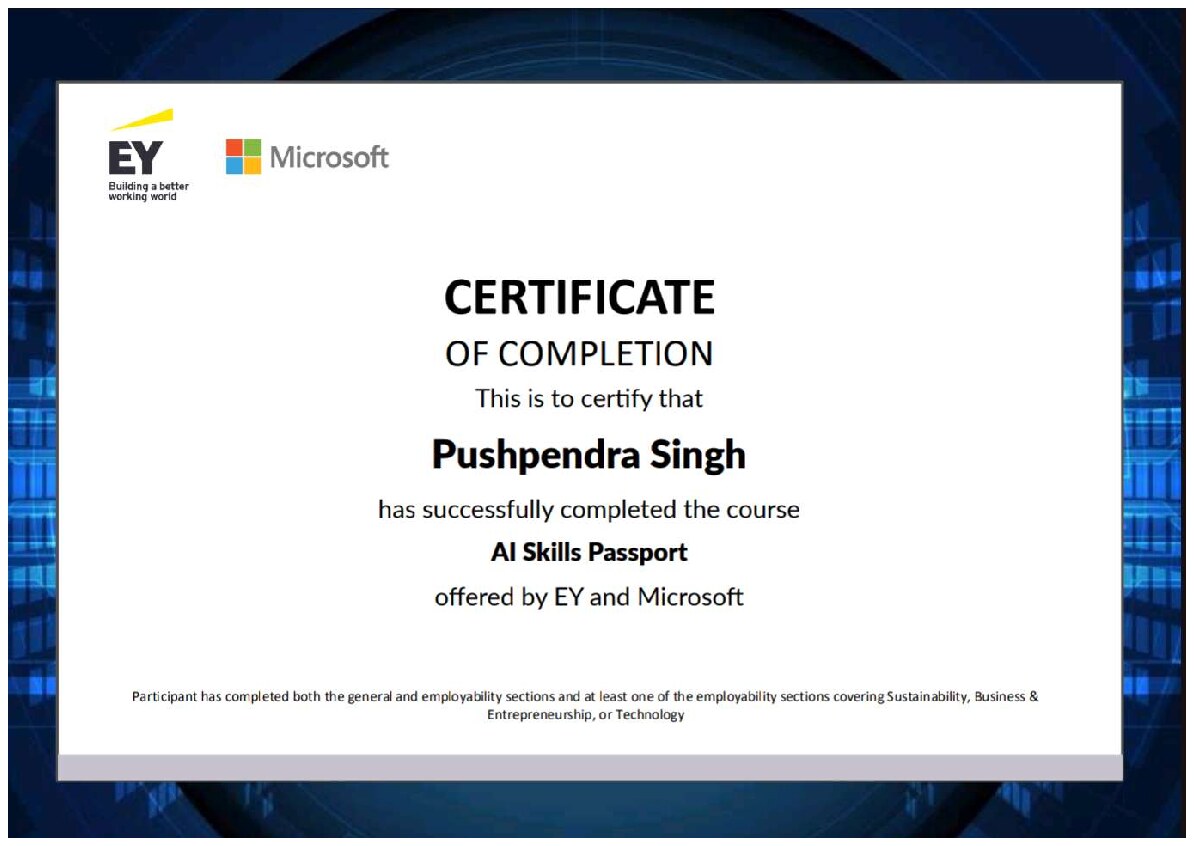 EY
Building a better
working world
Microsoft
CERTIFICATE
OF COMPLETION
This is to certify that
Pushpendra Singh
has successfully completed the course
AI Skills Passport
offered by EY and Microsoft
Participant has completed both the general and employability sections and at least one of the employability sections covering Sustainability, Business &
Entrepreneurship, or Technology